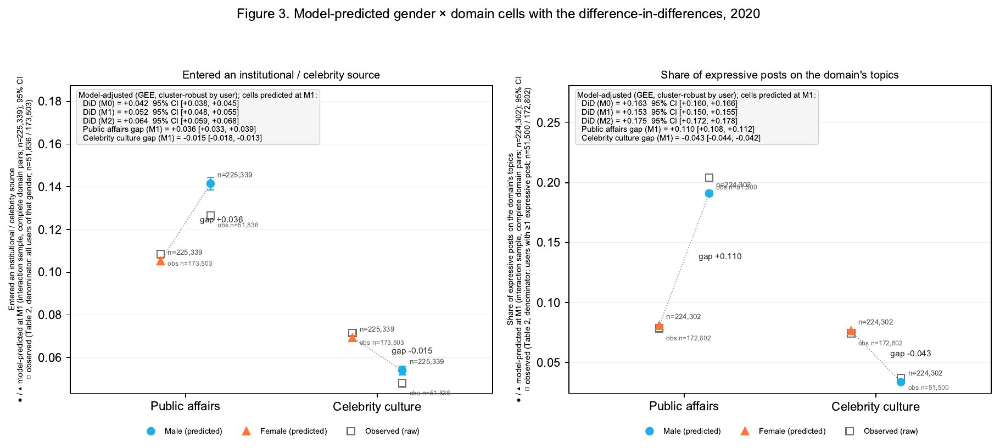 Figure 3. Model-predicted gender × domain cells with the difference-in-differences, 2020
Entered an institutional / celebrity source
Entered an institutional / celebrity source
● / ▲ model-predicted at M1 (interaction sample, complete domain pairs; n=225,339); 95% CI
□ observed (Table 2, denominator: all users of that gender; n=51,836 / 173,503)
0.18
0.16
0.14
0.12
0.10
0.08
0.06
Model-adjusted (GEE, cluster-robust by user); cells predicted at M1:
DiD (M0) = +0.042 95% CI [+0.038, +0.045]
DiD (M1) = +0.052 95% CI [+0.048, +0.055]
DiD (M2) = +0.064 95% CI [+0.059, +0.068]
Public affairs gap (M1) = +0.036 [+0.033, +0.039]
Celebrity culture gap (M1) = -0.015 [-0.018, -0.013]
n=225,339
gap +0.036
obs n=51,836
n=225,339
obs n=173,503
n=225,339
obs n=173,503
gap -0.015
n=225,339
obs n=51,836
Public affairs
Celebrity culture
Male (predicted)
Female (predicted)
Observed (raw)
Share of expressive posts on the domain's topics
Share of expressive posts on the domain's topics
● / ▲ model-predicted at M1 (interaction sample, complete domain pairs; n=224,302); 95% CI
□ observed (Table 2, denominator: users with ≥1 expressive post; n=51,500 / 172,802)
0.25
0.20
0.15
0.10
0.05
Model-adjusted (GEE, cluster-robust by user); cells predicted at M1:
DiD (M0) = +0.163 95% CI [+0.160, +0.166]
DiD (M1) = +0.153 95% CI [+0.150, +0.155]
DiD (M2) = +0.175 95% CI [+0.172, +0.178]
Public affairs gap (M1) = +0.110 [+0.108, +0.112]
Celebrity culture gap (M1) = -0.043 [-0.044, -0.042]
n=224,302
obs n=51,500
gap +0.110
n=224,302
obs n=172,802
n=224,302
obs n=172,802
gap -0.043
n=224,302
obs n=51,500
Public affairs
Celebrity culture
Male (predicted)
Female (predicted)
Observed (raw)